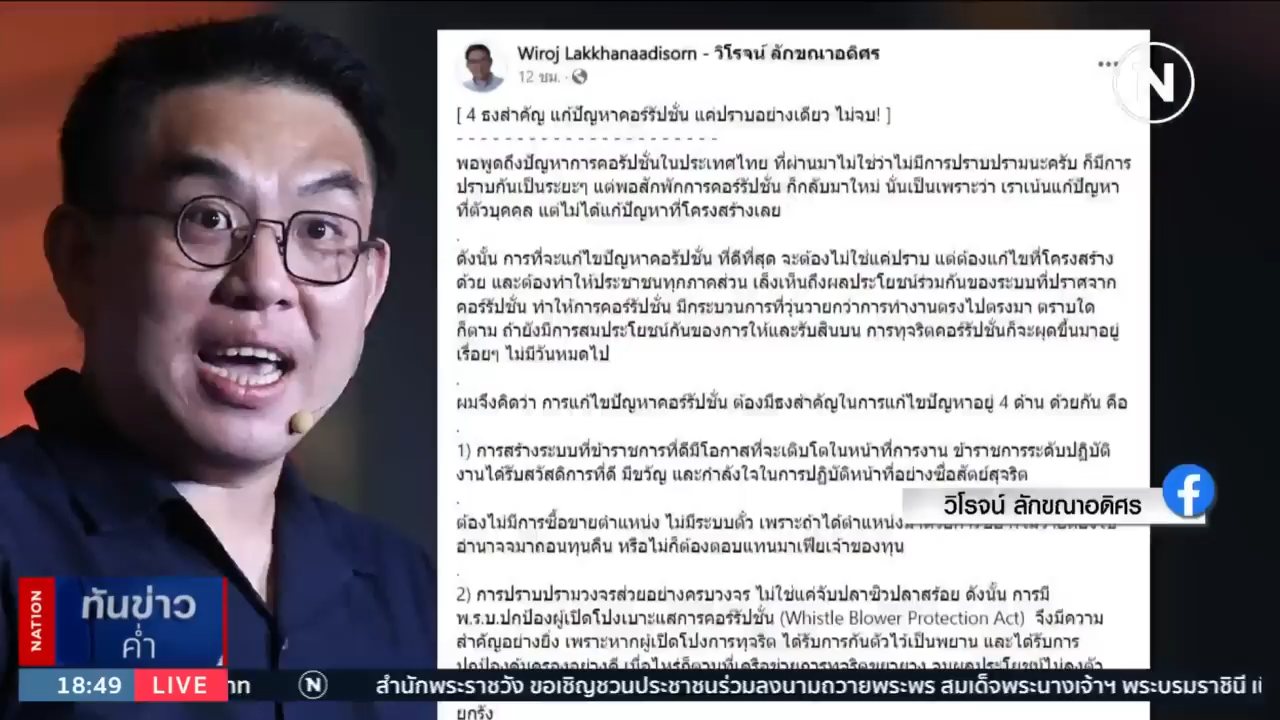 Wiroj Lakkhanaadisorn - วิโรจน์ ลักขณาอดิศร
12 ชม. ·
N
[ 4 ธงสำคัญ แก้ปัญหาคอร์รัปชั่น แค่ปราบอย่างเดียว ไม่จบ! ]
- - - - - - - - - - - - - - - - - - - - - -
พอพูดถึงปัญหาการคอรัปชั่นในประเทศไทย ที่ผ่านมาไม่ใช่ว่าไม่มีการปราบปรามนะครับ ก็มีการ
ปราบกันเป็นระยะๆ แต่พอสักพักการคอร์รัปชั่น ก็กลับมาใหม่ นั่นเป็นเพราะว่า เราเน้นแก้ปัญหา
ที่ตัวบุคคล แต่ไม่ได้แก้ปัญหาที่โครงสร้างเลย
.
ดังนั้น การที่จะแก้ไขปัญหาคอรัปชั่น ที่ดีที่สุด จะต้องไม่ใช่แค่ปราบ แต่ต้องแก้ไขที่โครงสร้าง
ด้วย และต้องทำให้ประชาชนทุกภาคส่วน เล็งเห็นถึงผลประโยชน์ร่วมกันของระบบที่ปราศจาก
คอร์รัปชั่น ทำให้การคอร์รัปชั่น มีกระบวนการที่วุ่นวายกว่าการทำงานตรงไปตรงมา ตราบใด
ก็ตาม ถ้ายังมีการสมประโยชน์กันของการให้และรับสินบน การทุจริตคอร์รัปชั่นก็จะผุดขึ้นมาอยู่
เรื่อยๆ ไม่มีวันหมดไป
.
ผมจึงคิดว่า การแก้ไขปัญหาคอร์รัปชั่น ต้องมีธงสำคัญในการแก้ไขปัญหาอยู่ 4 ด้าน ด้วยกัน คือ
.
1) การสร้างระบบที่ข้าราชการที่ดีมีโอกาสที่จะเติบโตในหน้าที่การงาน ข้าราชการระดับปฏิบัติ
งานได้รับสวัสดิการที่ดี มีขวัญ และกำลังใจในการปฏิบัติหน้าที่อย่างซื่อสัตย์สุจริต
.
วิโรจน์ ลักขณาอดิศร
ต้องไม่มีการซื้อขายตำแหน่ง ไม่มีระบบตั๋ว เพราะถ้าได้ตำแหน่ง
อำนาจมาถอนทุนคืน หรือไม่ก็ต้องตอบแทนมาเฟียเจ้าของทุน
.
2) การปราบปรามวงจรส่วยอย่างครบวงจร ไม่ใช่แค่จับปลาซิวปลาสร้อย ดังนั้น การมี
พ.ร.บ.ปกป้องผู้เปิดโปงเบาะแสการคอร์รัปชั่น (Whistle Blower Protection Act) จึงมีความ
สำคัญอย่างยิ่ง เพราะหากผู้เปิดโปงการทุจริต ได้รับการกันตัวไว้เป็นพยาน และได้รับการ
NATION
ทันข่าว
ค่ำ
18:49 LIVE
N สำนักพระราชวัง ขอเชิญชวนประชาชนร่วมลงนามถวายพระพร สมเด็จพระนางเจ้าฯ พระบรมราชินี